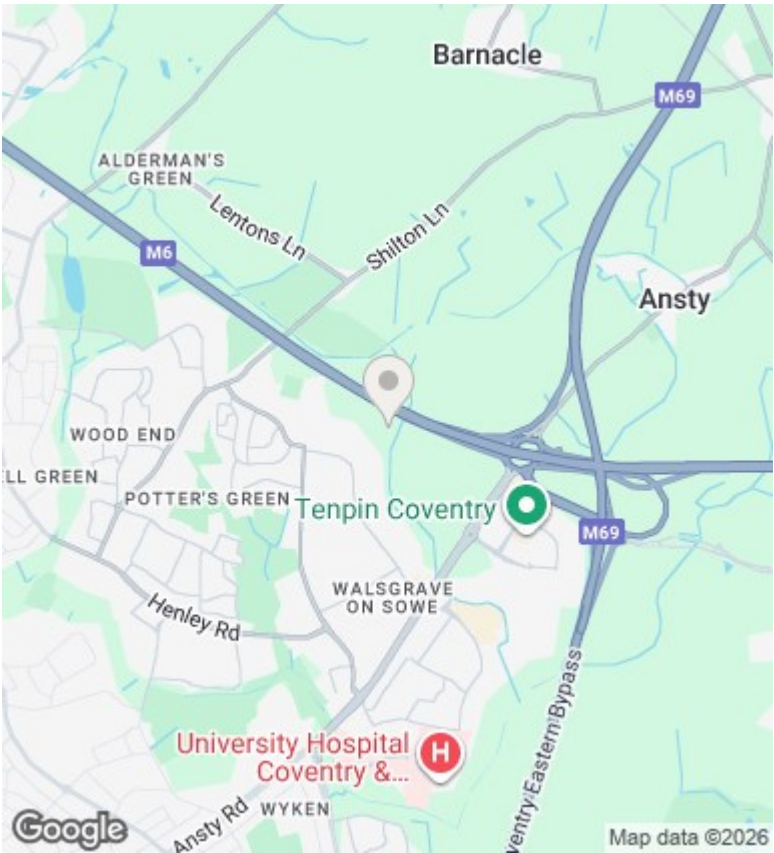 Barnacle
M69
ALDERMAN'S
GREEN
Lentons Ln
Shilton Ln
M6
Ansty
WOOD END
LL GREEN
POTTER'S GREEN
Tenpin Coventry
M69
WALSGRAVE
ON SOWE
Henley Rd
ventry Eastern Bypass
University Hospital
Coventry &...
H
WYKEN
Ansty Rd
Google
Map data ©2026